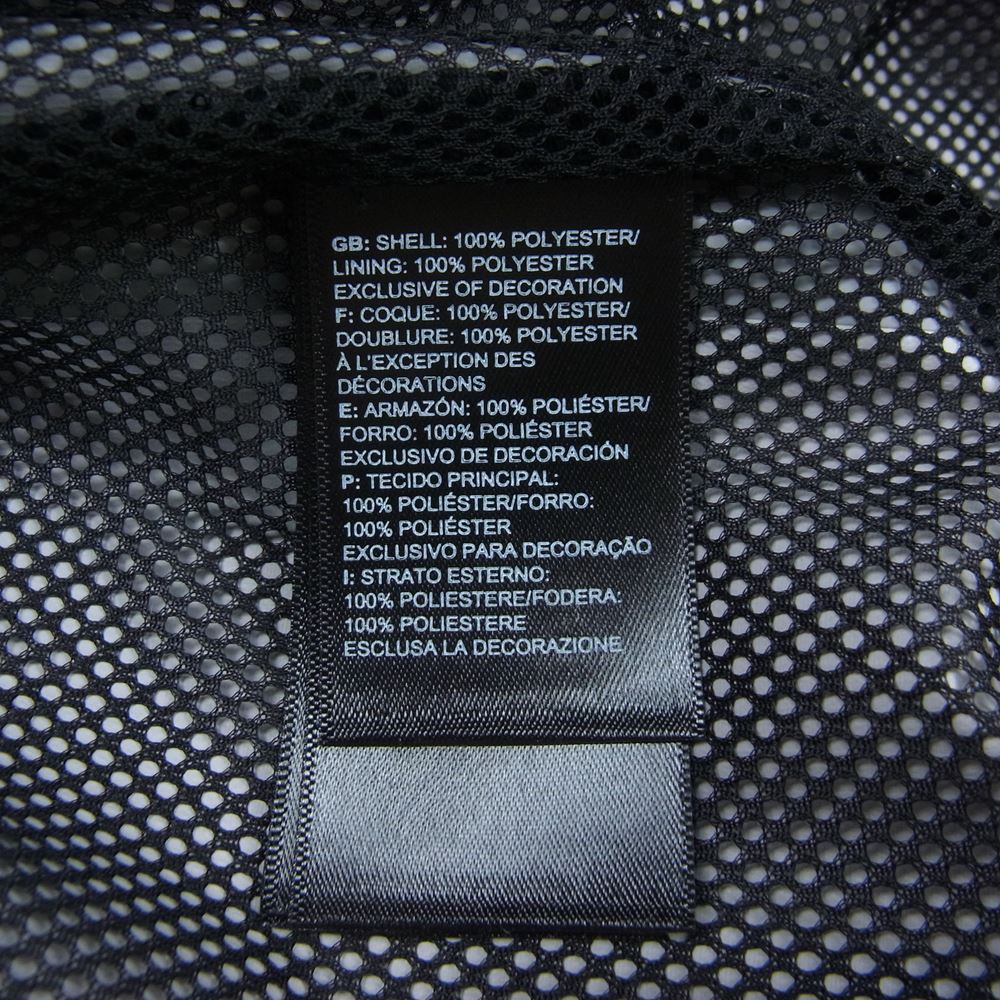 GB: SHELL: 100% POLYESTER/
LINING: 100% POLYESTER
EXCLUSIVE OF DECORATION
F: COQUE: 100% POLYESTER/
DOUBLURE: 100% POLYESTER
À L'EXCEPTION DES
DÉCORATIONS
E: ARMAZÓN: 100% POLIÉSTER/
FORRO: 100% POLIÉSTER
EXCLUSIVO DE DECORACIÓN
P: TECIDO PRINCIPAL:
100% POLIÉSTER/FORRO:
100% POLIÉSTER
EXCLUSIVO PARA DECORAÇÃO
I: STRATO ESTERNO:
100% POLIESTERE/FODERA:
100% POLIESTERE
ESCLUSA LA DECORAZIONE